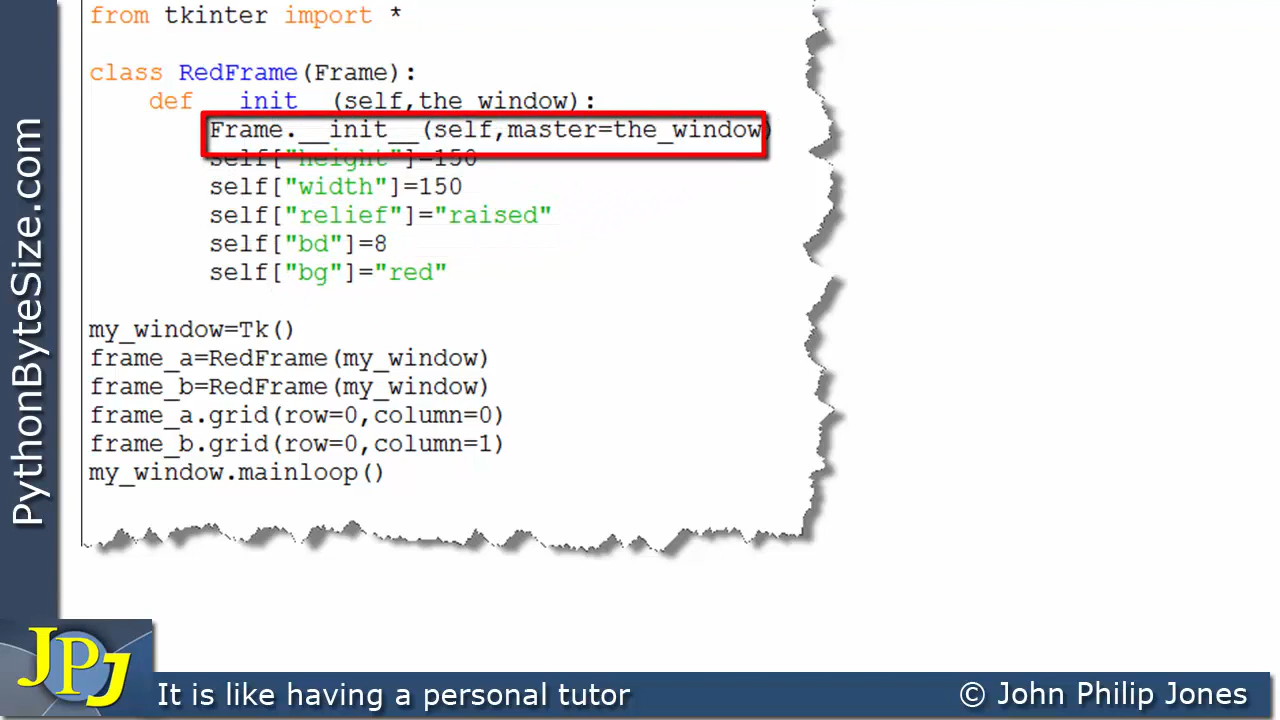 from tkinter import *
class RedFrame(Frame):
def __init__(self,the_window):
Frame.__init__(self,master=the_window)
self["height"]=150
self["width"]=150
self["relief"]="raised"
self["bd"]=8
self["bg"]="red"
my_window=Tk()
frame_a=RedFrame(my_window)
frame_b=RedFrame(my_window)
frame_a.grid(row=0,column=0)
frame_b.grid(row=0,column=1)
my_window.mainloop()
PythonByteSize.com
JPJ
It is like having a personal tutor
© John Philip Jones